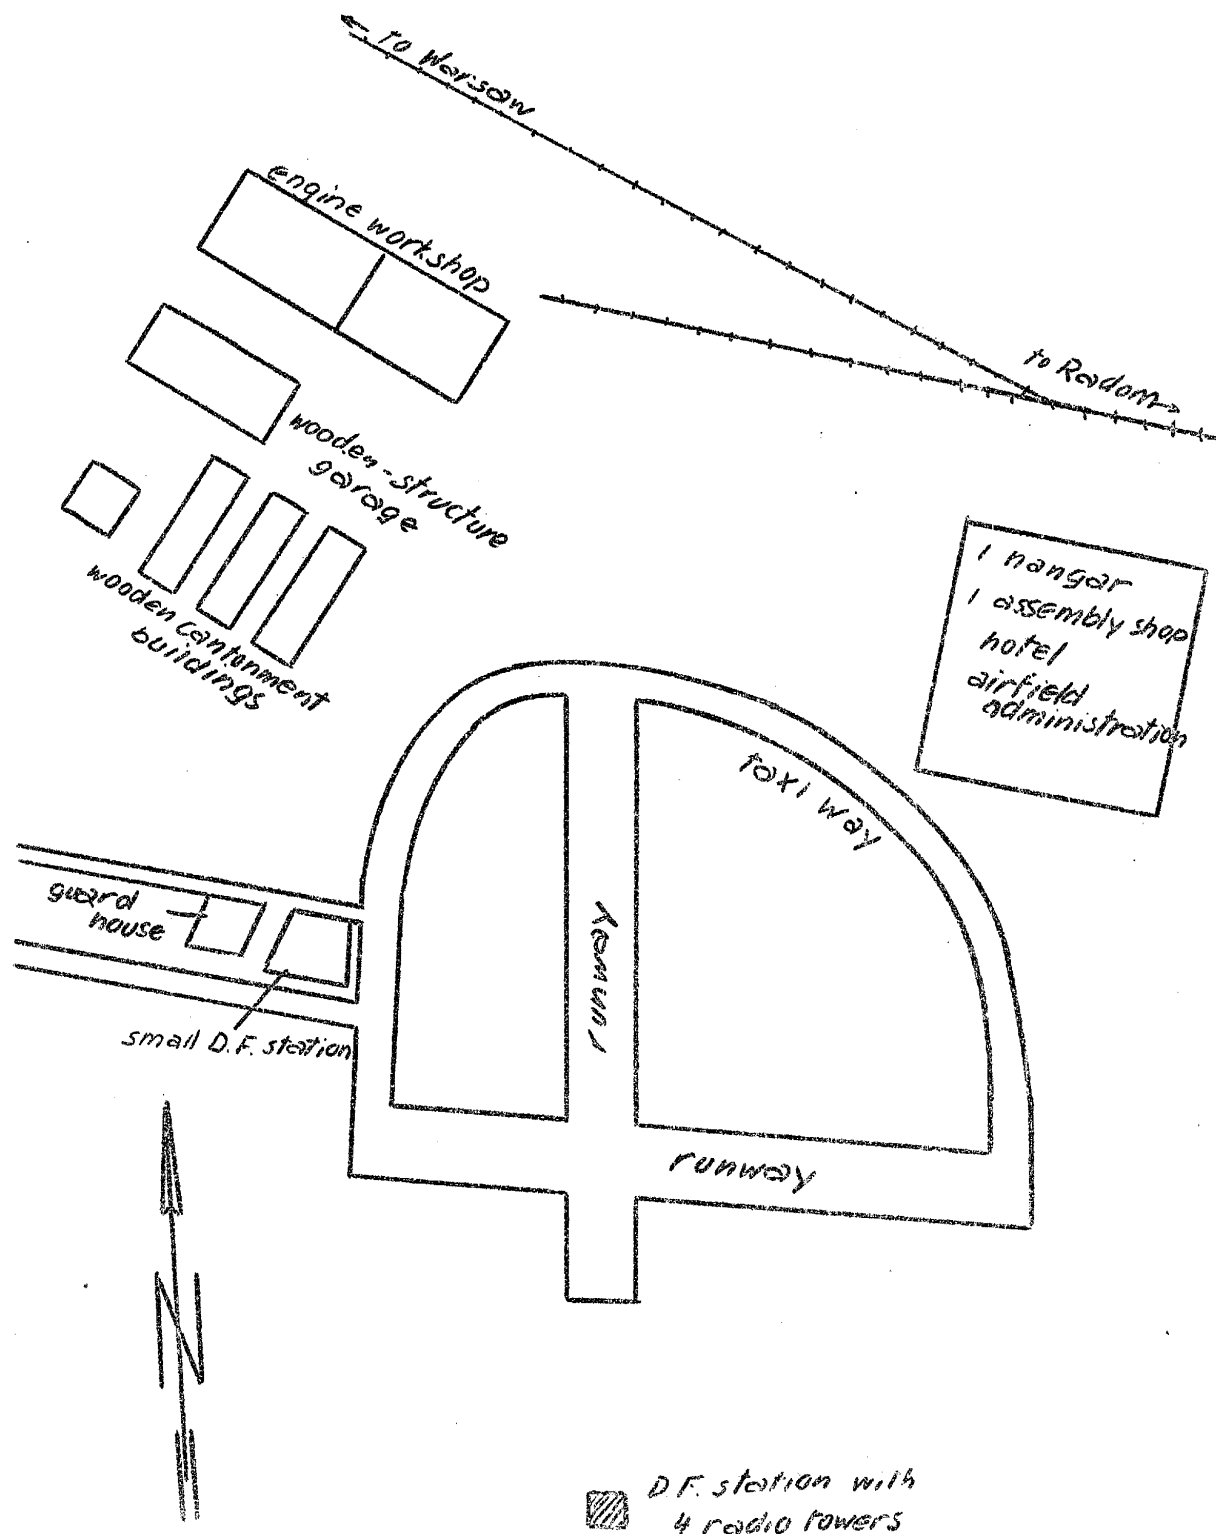 to Warsaw
engine workshop
to Radom
wooden-structure
garage
wooden cantonment
buildings
1 hangar
1 assembly shop
hotel
airfield
administration
taxi way
guard
house
runway
small D.F. station
runway
N
D.F. station with
4 radio towers